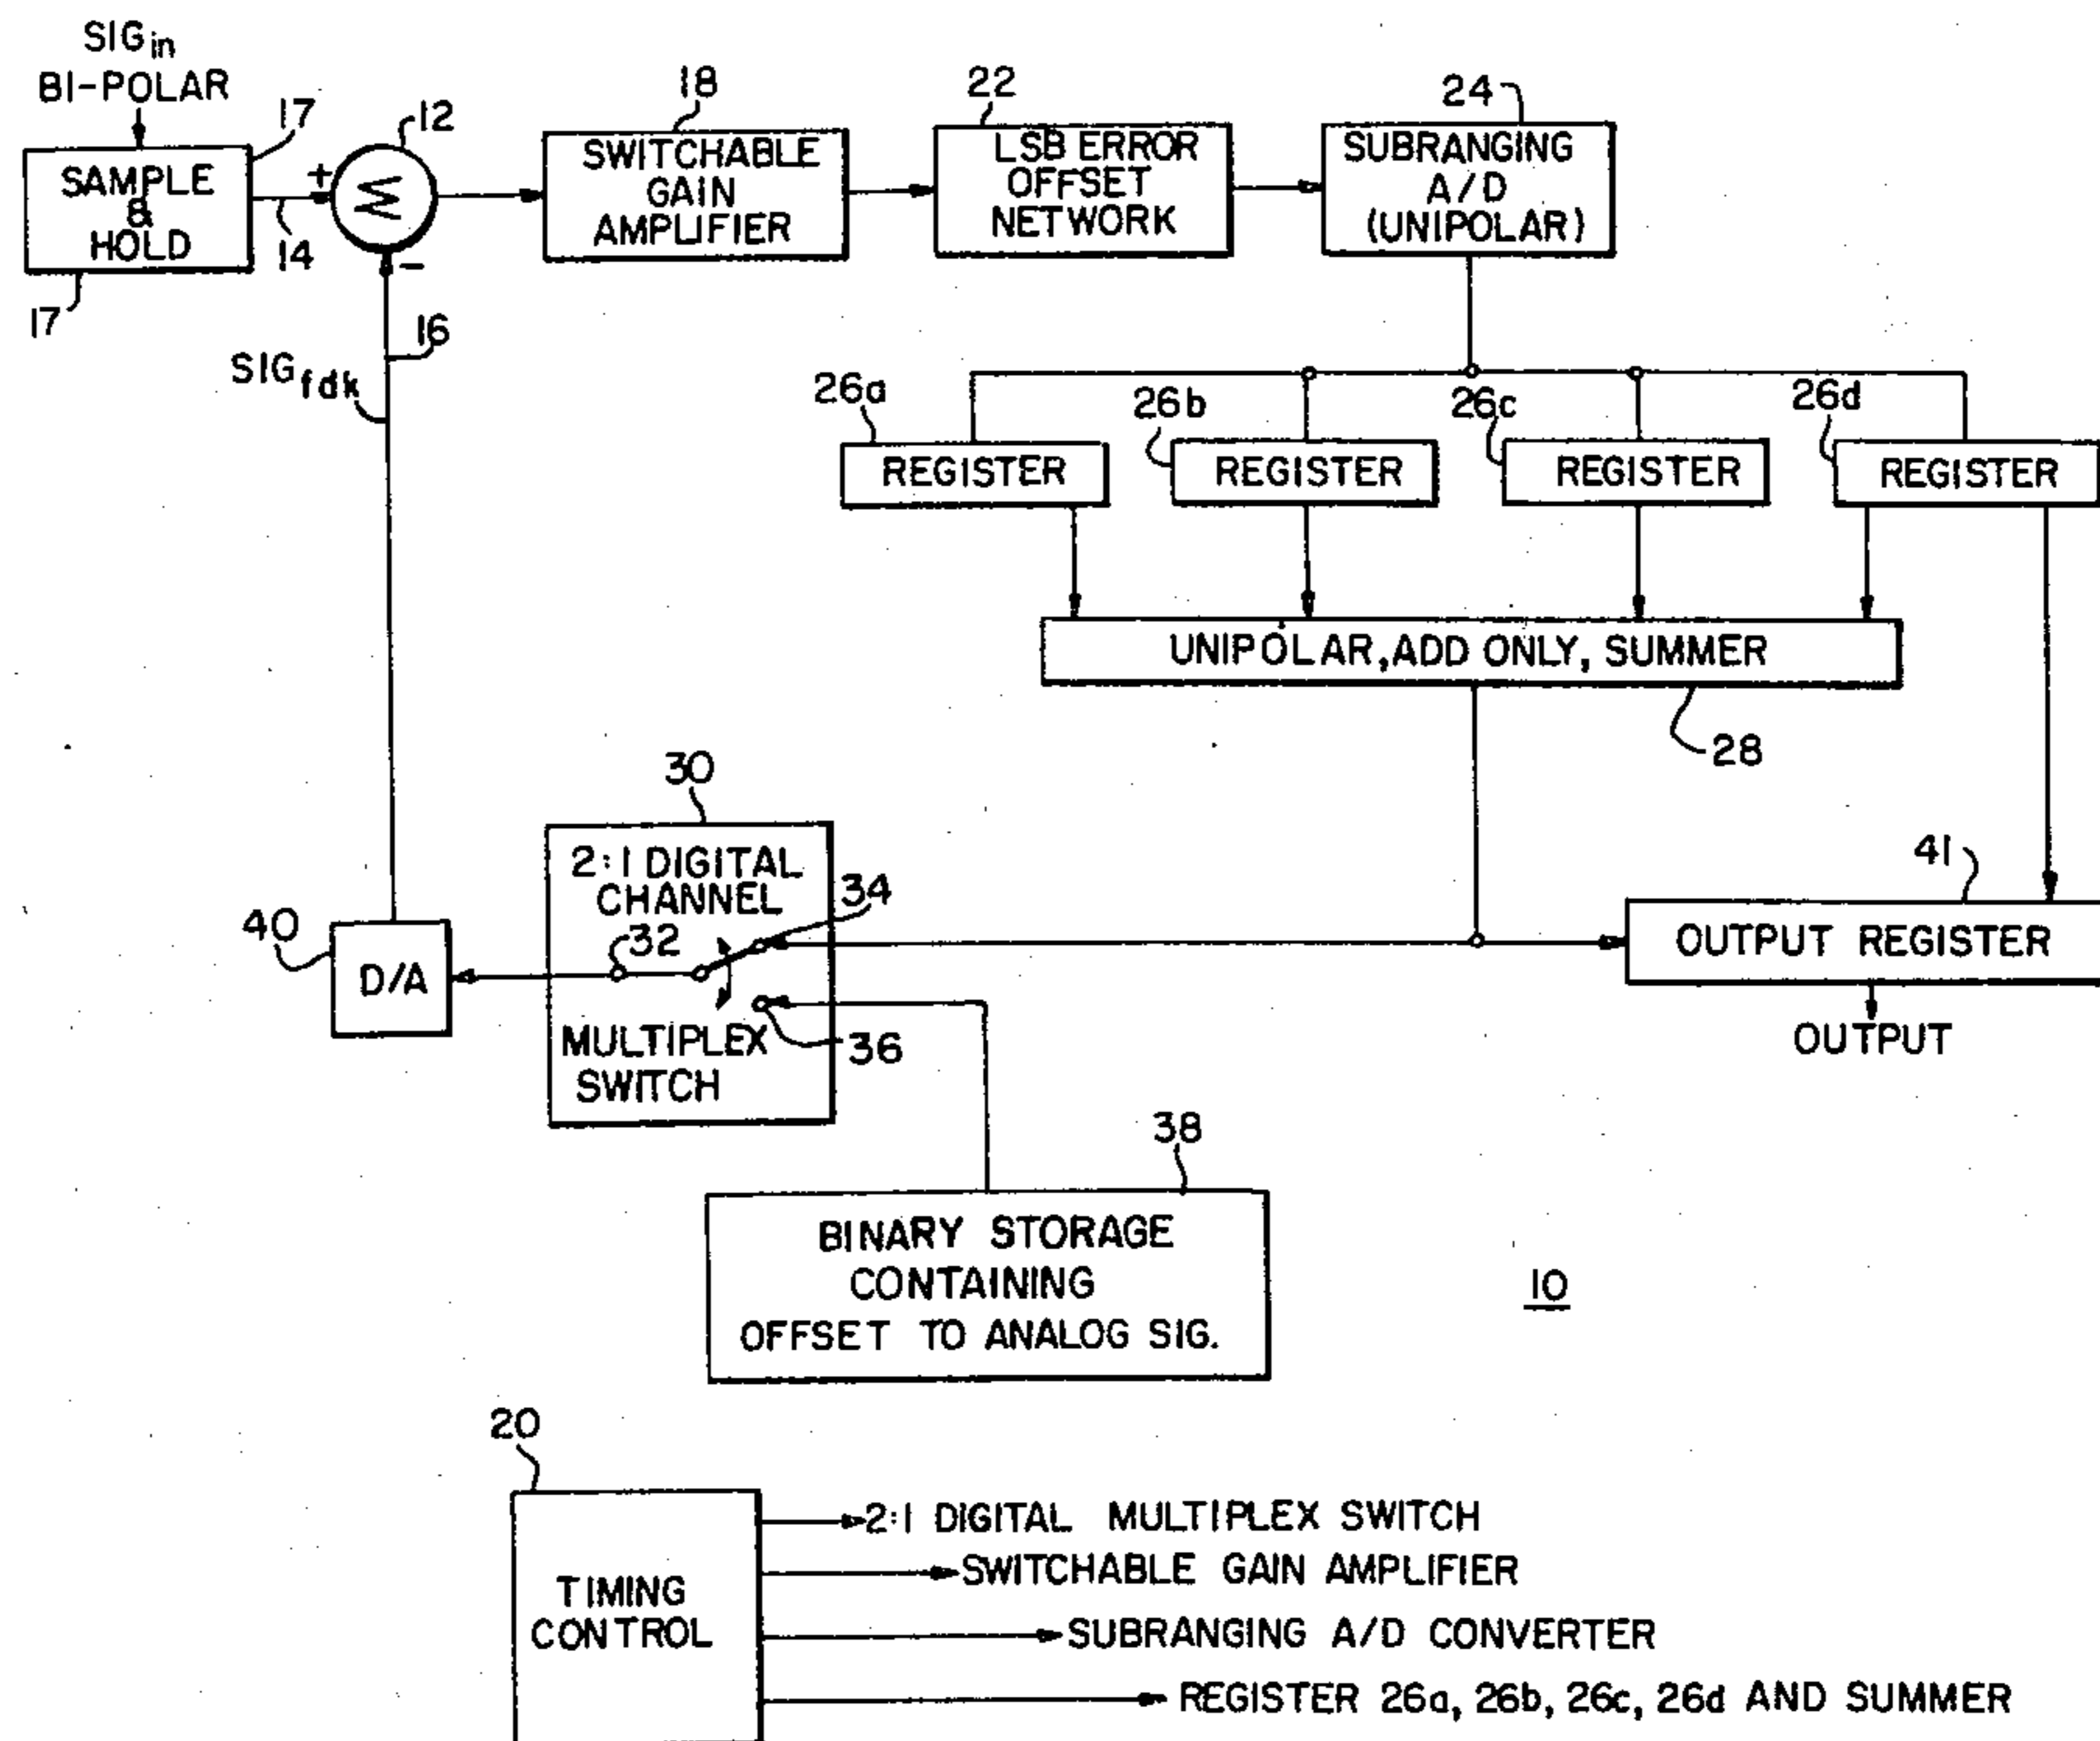 SIGin
BI-POLAR
17
12
18
22
24
SAMPLE
&
HOLD
+
Σ
14
-
17
SWITCHABLE
GAIN
AMPLIFIER
LSB ERROR
OFFSET
NETWORK
SUBRANGING
A/D
(UNIPOLAR)
16
SIGfdk
26a
26b
26c
26d
REGISTER
REGISTER
REGISTER
REGISTER
UNIPOLAR, ADD ONLY, SUMMER
28
30
2:1 DIGITAL
CHANNEL
34
32
36
MULTIPLEX
SWITCH
40
D/A
41
OUTPUT REGISTER
OUTPUT
38
BINARY STORAGE
CONTAINING
OFFSET TO ANALOG SIG.
10
20
TIMING
CONTROL
2:1 DIGITAL MULTIPLEX SWITCH
SWITCHABLE GAIN AMPLIFIER
SUBRANGING A/D CONVERTER
REGISTER 26a, 26b, 26c, 26d AND SUMMER